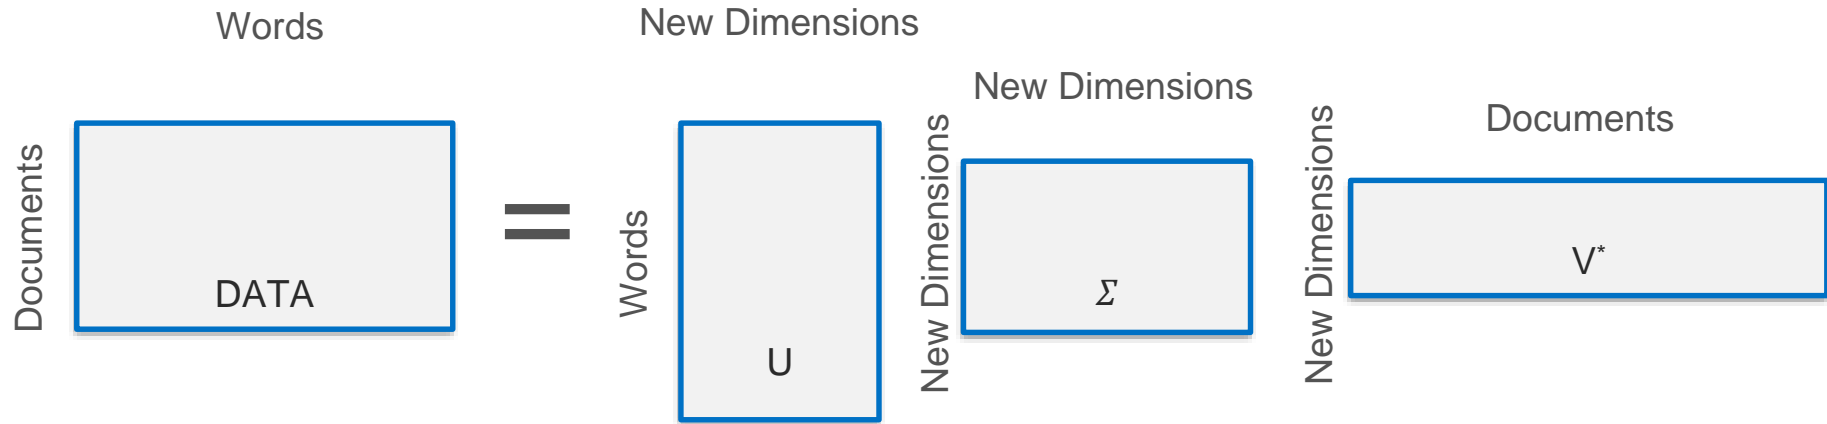 Words
New Dimensions
New Dimensions
Documents
Documents
DATA
=
Words
U
New Dimensions
Σ
New Dimensions
V*